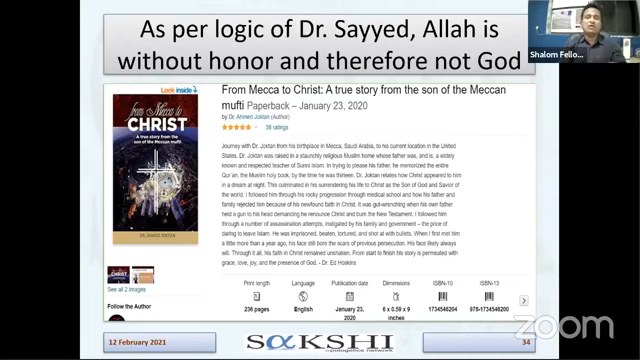 As per logic of Dr. Sayyed, Allah is
without honor and therefore not God
Shalom Fello...
Look inside
from Mecca to
CHRIST
A true story from the son
of the Meccan mufti
DR. AHMED JOKTAN
See all 2 images
Follow the Author
From Mecca to Christ: A true story from the son of the Meccan
mufti Paperback – January 23, 2020
by Dr. Ahmed Joktan (Author)
38 ratings
Journey with Dr. Joktan from his birthplace in Mecca, Saudi Arabia, to his current location in the United
States. Dr. Joktan was raised in a staunchly religious Muslim home whose father was, and is, a widely
known and respected teacher of Sunni Islam. In trying to please his father, he memorized the entire
Qur'an, the Muslim holy book, by the time he was thirteen. Dr. Joktan relates how Christ appeared to him
in a dream at night. This culminated in his surrendering his life to Christ as the Son of God and Savior of
the world. I followed him through his rocky progression through medical school and how his father and
family rejected him because of his newfound faith in Christ. It was gut-wrenching when his own father
held a gun to his head demanding he renounce Christ and burn the New Testament. I followed him
through a number of assassination attempts, instigated by his family and government – the price of
daring to leave Islam. He was imprisoned, beaten, tortured, and shot at with bullets. When I first met him
a little more than a year ago, his face still bore the scars of previous persecution. His face likely always
will. Through it all, his faith in Christ remained unshaken. From start to finish his story is permeated with
grace, love, joy, and the presence of God. - Dr. Ed Hoskins
Print length Language Publication date Dimensions ISBN-10 ISBN-13
236 pages English January 23, 2020 6 x 0.59 x 9 inches 1734546204 978-1734546200
12 February 2021
SαKSHI
apologetics network
34
zoom